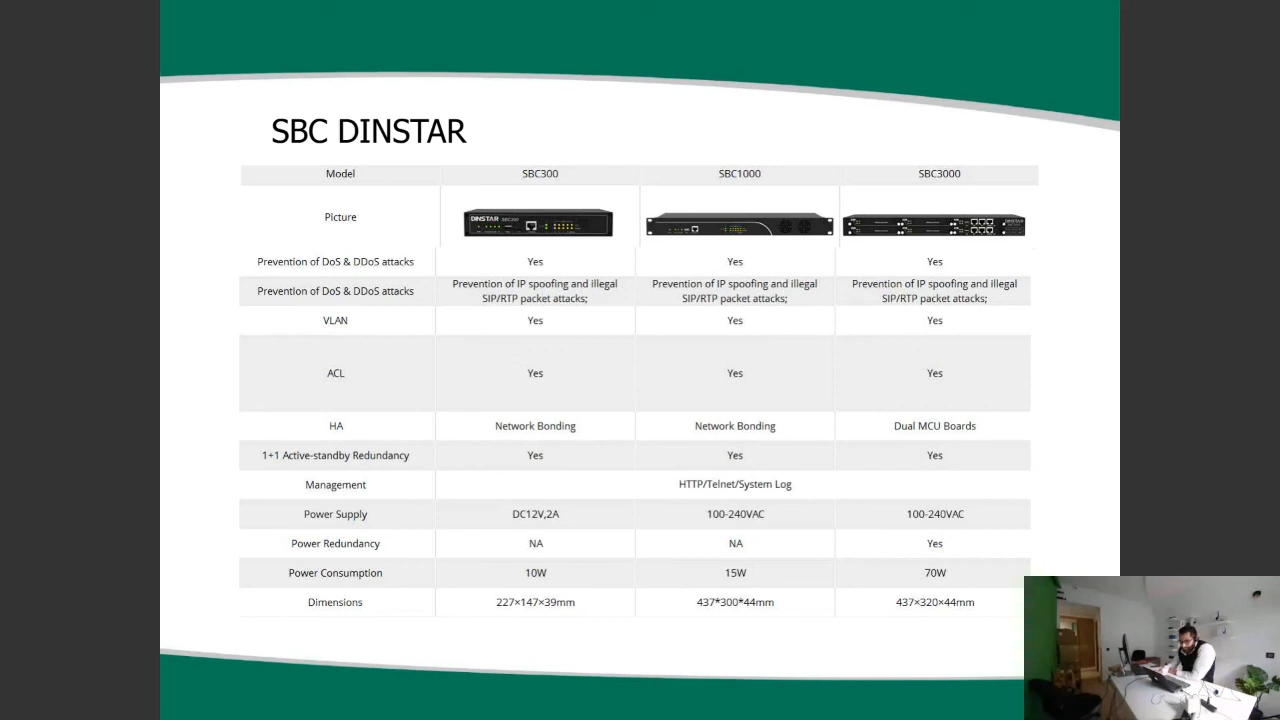 SBC DINSTAR
Model SBC300 SBC1000 SBC3000
Picture
DINSTAR SBC300
DINSTAR
Prevention of DoS & DDoS attacks Yes Yes Yes
Prevention of DoS & DDoS attacks Prevention of IP spoofing and illegal SIP/RTP packet attacks; Prevention of IP spoofing and illegal SIP/RTP packet attacks; Prevention of IP spoofing and illegal SIP/RTP packet attacks;
VLAN Yes Yes Yes
ACL Yes Yes Yes
HA Network Bonding Network Bonding Dual MCU Boards
1+1 Active-standby Redundancy Yes Yes Yes
Management HTTP/Telnet/System Log
Power Supply DC12V,2A 100-240VAC 100-240VAC
Power Redundancy NA NA Yes
Power Consumption 10W 15W 70W
Dimensions 227×147×39mm 437*300*44mm 437×320×44mm